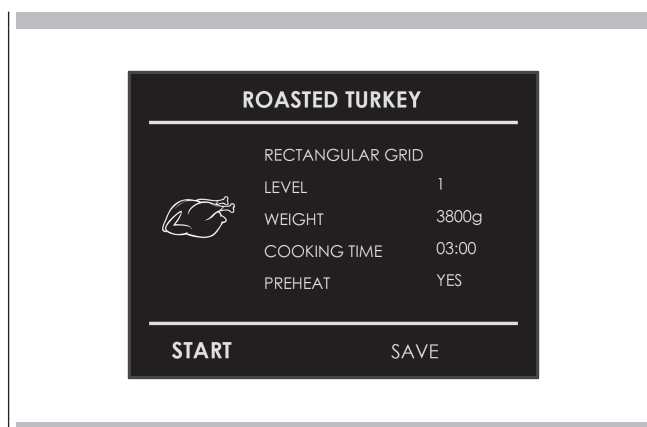 ROASTED TURKEY
RECTANGULAR GRID
LEVEL 1
WEIGHT 3800g
COOKING TIME 03:00
PREHEAT YES
START SAVE